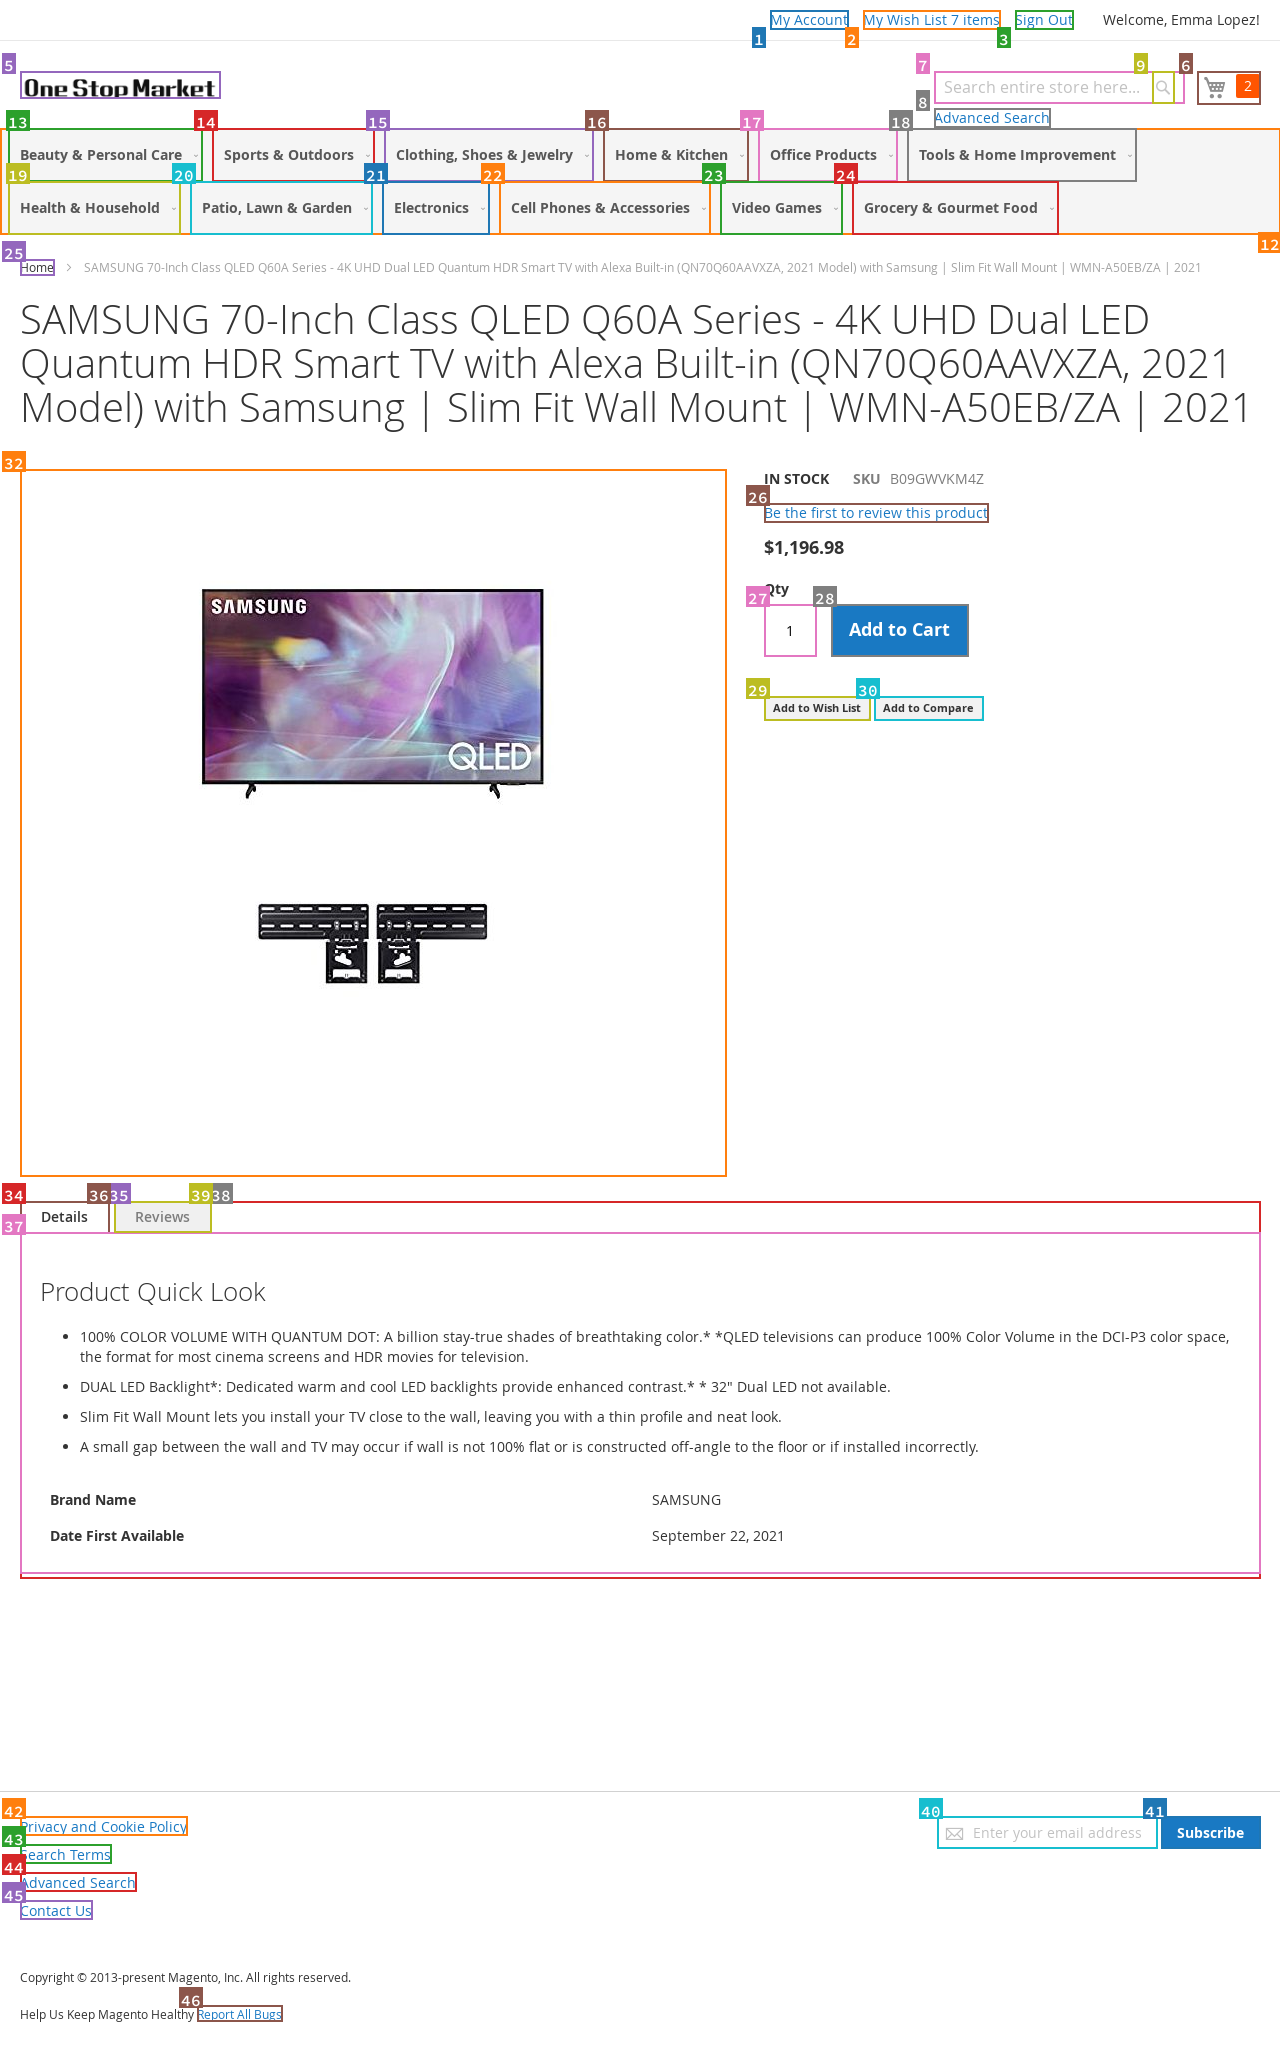 My Account My Wish List 7 items Sign Out Welcome, Emma Lopez!
1 2 3
5 7 9 6
One Stop Market Search entire store here... 2
8
Advanced Search
13 14 15 16 17 18
Beauty & Personal Care Sports & Outdoors Clothing, Shoes & Jewelry Home & Kitchen Office Products Tools & Home Improvement
19 20 21 22 23 24
Health & Household Patio, Lawn & Garden Electronics Cell Phones & Accessories Video Games Grocery & Gourmet Food
12
25
Home SAMSUNG 70-Inch Class QLED Q60A Series - 4K UHD Dual LED Quantum HDR Smart TV with Alexa Built-in (QN70Q60AAVXZA, 2021 Model) with Samsung | Slim Fit Wall Mount | WMN-A50EB/ZA | 2021
SAMSUNG 70-Inch Class QLED Q60A Series - 4K UHD Dual LED
Quantum HDR Smart TV with Alexa Built-in (QN70Q60AAVXZA, 2021
Model) with Samsung | Slim Fit Wall Mount | WMN-A50EB/ZA | 2021
32
SAMSUNG
QLED
IN STOCK SKU B09GWVKM4Z
26
Be the first to review this product
$1,196.98
Qty
27 28
1 Add to Cart
29 30
Add to Wish List Add to Compare
34 36 35 39 38
Details Reviews
37
Product Quick Look
• 100% COLOR VOLUME WITH QUANTUM DOT: A billion stay-true shades of breathtaking color.* *QLED televisions can produce 100% Color Volume in the DCI-P3 color space,
the format for most cinema screens and HDR movies for television.
• DUAL LED Backlight*: Dedicated warm and cool LED backlights provide enhanced contrast.* * 32" Dual LED not available.
• Slim Fit Wall Mount lets you install your TV close to the wall, leaving you with a thin profile and neat look.
• A small gap between the wall and TV may occur if wall is not 100% flat or is constructed off-angle to the floor or if installed incorrectly.
Brand Name SAMSUNG
Date First Available September 22, 2021
42 40 41
Privacy and Cookie Policy Enter your email address Subscribe
43
Search Terms
44
Advanced Search
45
Contact Us
Copyright © 2013-present Magento, Inc. All rights reserved.
46
Help Us Keep Magento Healthy Report All Bugs